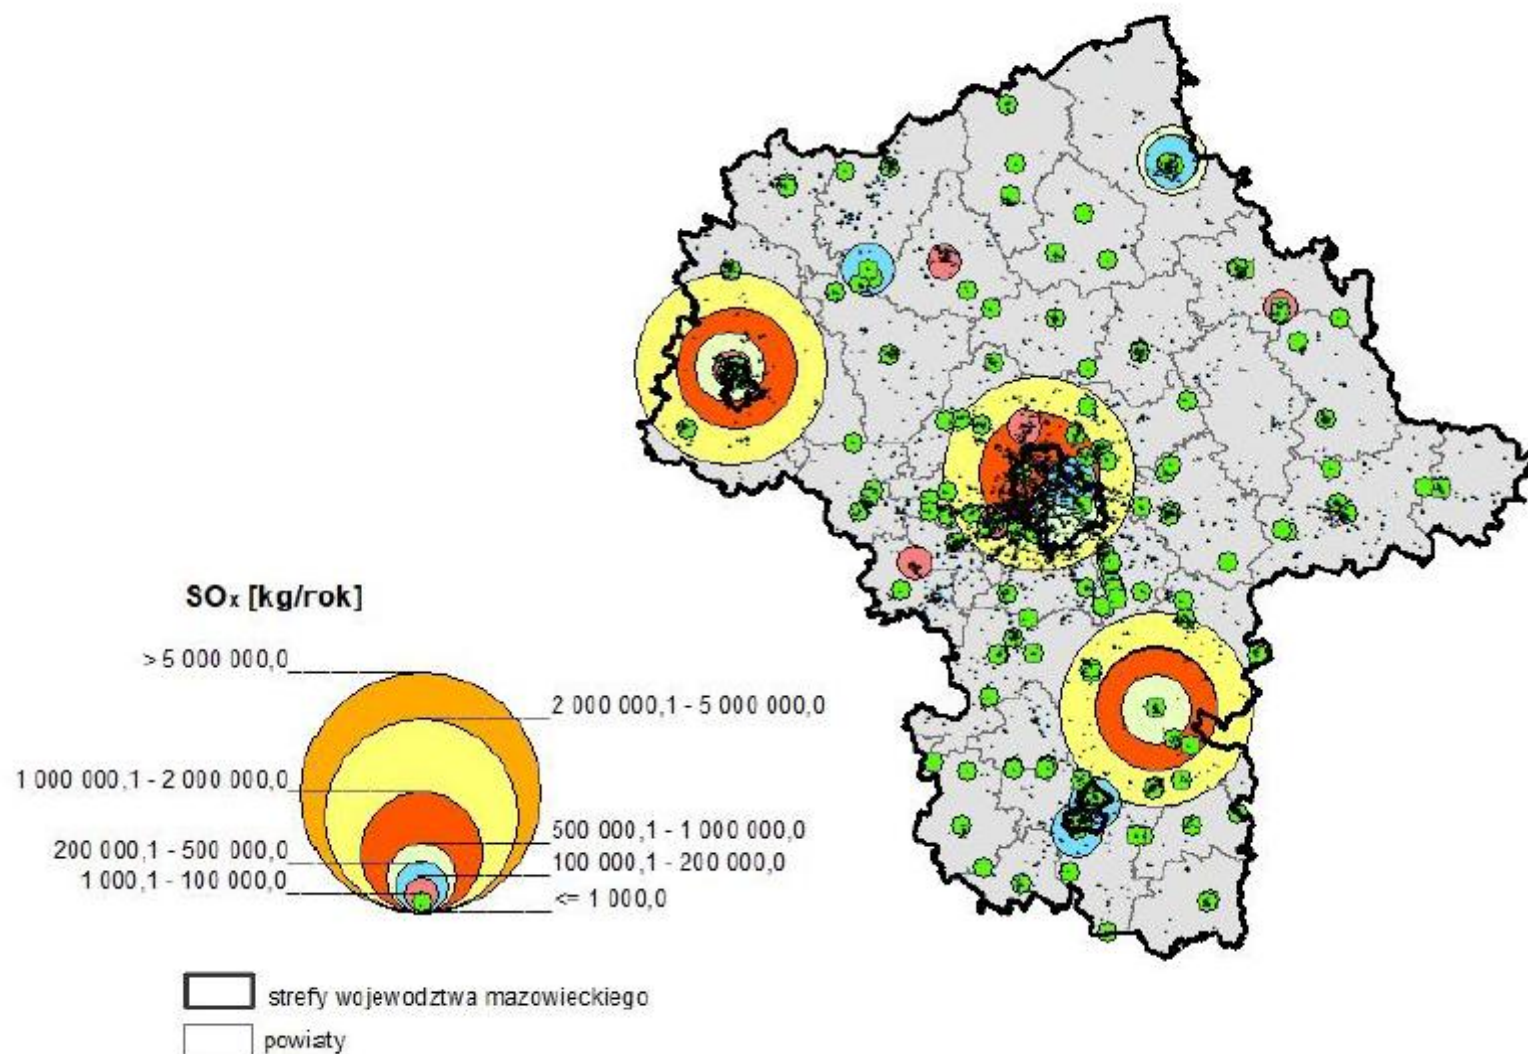 SOx [kg/rok]
> 5 000 000,0
2 000 000,1 - 5 000 000,0
1 000 000,1 - 2 000 000,0
500 000,1 - 1 000 000,0
200 000,1 - 500 000,0
100 000,1 - 200 000,0
1 000,1 - 100 000,0
<= 1 000,0
strefy wojewodztwa mazowieckiego
powiaty